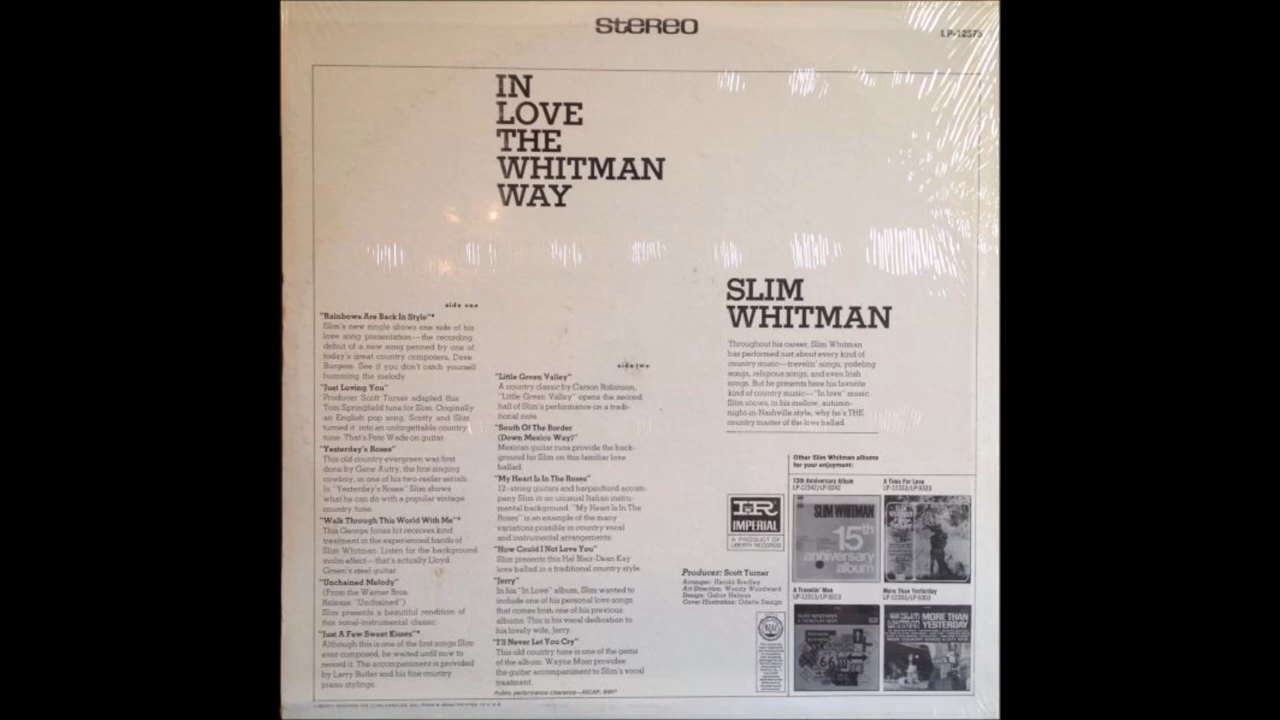 STEREO
LP-12375
IN
LOVE
THE
WHITMAN
WAY
side one
"Rainbows Are Back In Style"*
Slim's new single shows one side of his
love song presentation—the recording
debut of a new song penned by one of
today's great country composers, Dave
Burgess. See if you don't catch yourself
humming the melody.
"Just Loving You"
Producer Scott Turner adapted this
Tom Springfield tune for Slim. Originally
an English pop song, Scotty and Slim
turned it into an unforgettable country
tune. That's Pete Wade on guitar.
"Yesterday's Roses"
This old country evergreen was first
done by Gene Autry, the first singing
cowboy, in one of his two-reeler serials.
In "Yesterday's Roses" Slim shows
what he can do with a popular vintage
country tune.
"Walk Through This World With Me"*
This George Jones hit receives kind
treatment in the experienced hands of
Slim Whitman. Listen for the background
violin effect—that's actually Lloyd
Green's steel guitar.
"Unchained Melody"
(From the Warner Bros.
Release "Unchained")
Slim presents a beautiful rendition of
this vocal-instrumental classic.
"Just A Few Sweet Kisses"*
Although this is one of the first songs Slim
ever composed, he waited until now to
record it. The accompaniment is provided
by Larry Butler and his fine country
piano stylings.
side two
"Little Green Valley"
A country classic by Carson Robinson,
"Little Green Valley" opens the second
half of Slim's performance on a tradi-
tional note.
"South Of The Border
(Down Mexico Way)"
Mexican guitar runs provide the back-
ground for Slim on this familiar love
ballad.
"My Heart Is In The Roses"
12-string guitars and harpsichord accom-
pany Slim in an unusual Italian instru-
mental background. "My Heart Is In The
Roses" is an example of the many
variations possible in country vocal
and instrumental arrangements.
"How Could I Not Love You"
Slim presents this Hal Blair-Dean Kay
love ballad in a traditional country style.
"Jerry"
In his "In Love" album, Slim wanted to
include one of his personal love songs
that comes from one of his previous
albums. This is his vocal dedication to
his lovely wife, Jerry.
"I'll Never Let You Cry"
This old country tune is one of the gems
of the album. Wayne Moss provides
the guitar accompaniment to Slim's vocal
treatment.
Public performance clearance—ASCAP, BMI*
SLIM
WHITMAN
Throughout his career, Slim Whitman
has performed just about every kind of
country music—travelin' songs, yodeling
songs, religious songs, and even Irish
songs. But he presents here his favorite
kind of country music—"In love" music.
Slim shows, in his mellow, autumn-
night-in-Nashville style, why he's THE
country master of the love ballad.
Other Slim Whitman albums
for your enjoyment:
15th Anniversary Album
A Time For Love
SLIM WHITMAN
15th
anniversary
album
IR
IMPERIAL
A PRODUCT OF
LIBERTY RECORDS
Producer: Scott Turner
Arranger: Harold Bradley
Art Direction: Woody Woodward
Design: Gabor Halmos
Cover Illustration: Odette Design
A Travelin' Man
More Than Yesterday
MORE THAN
YESTERDAY
RIAA